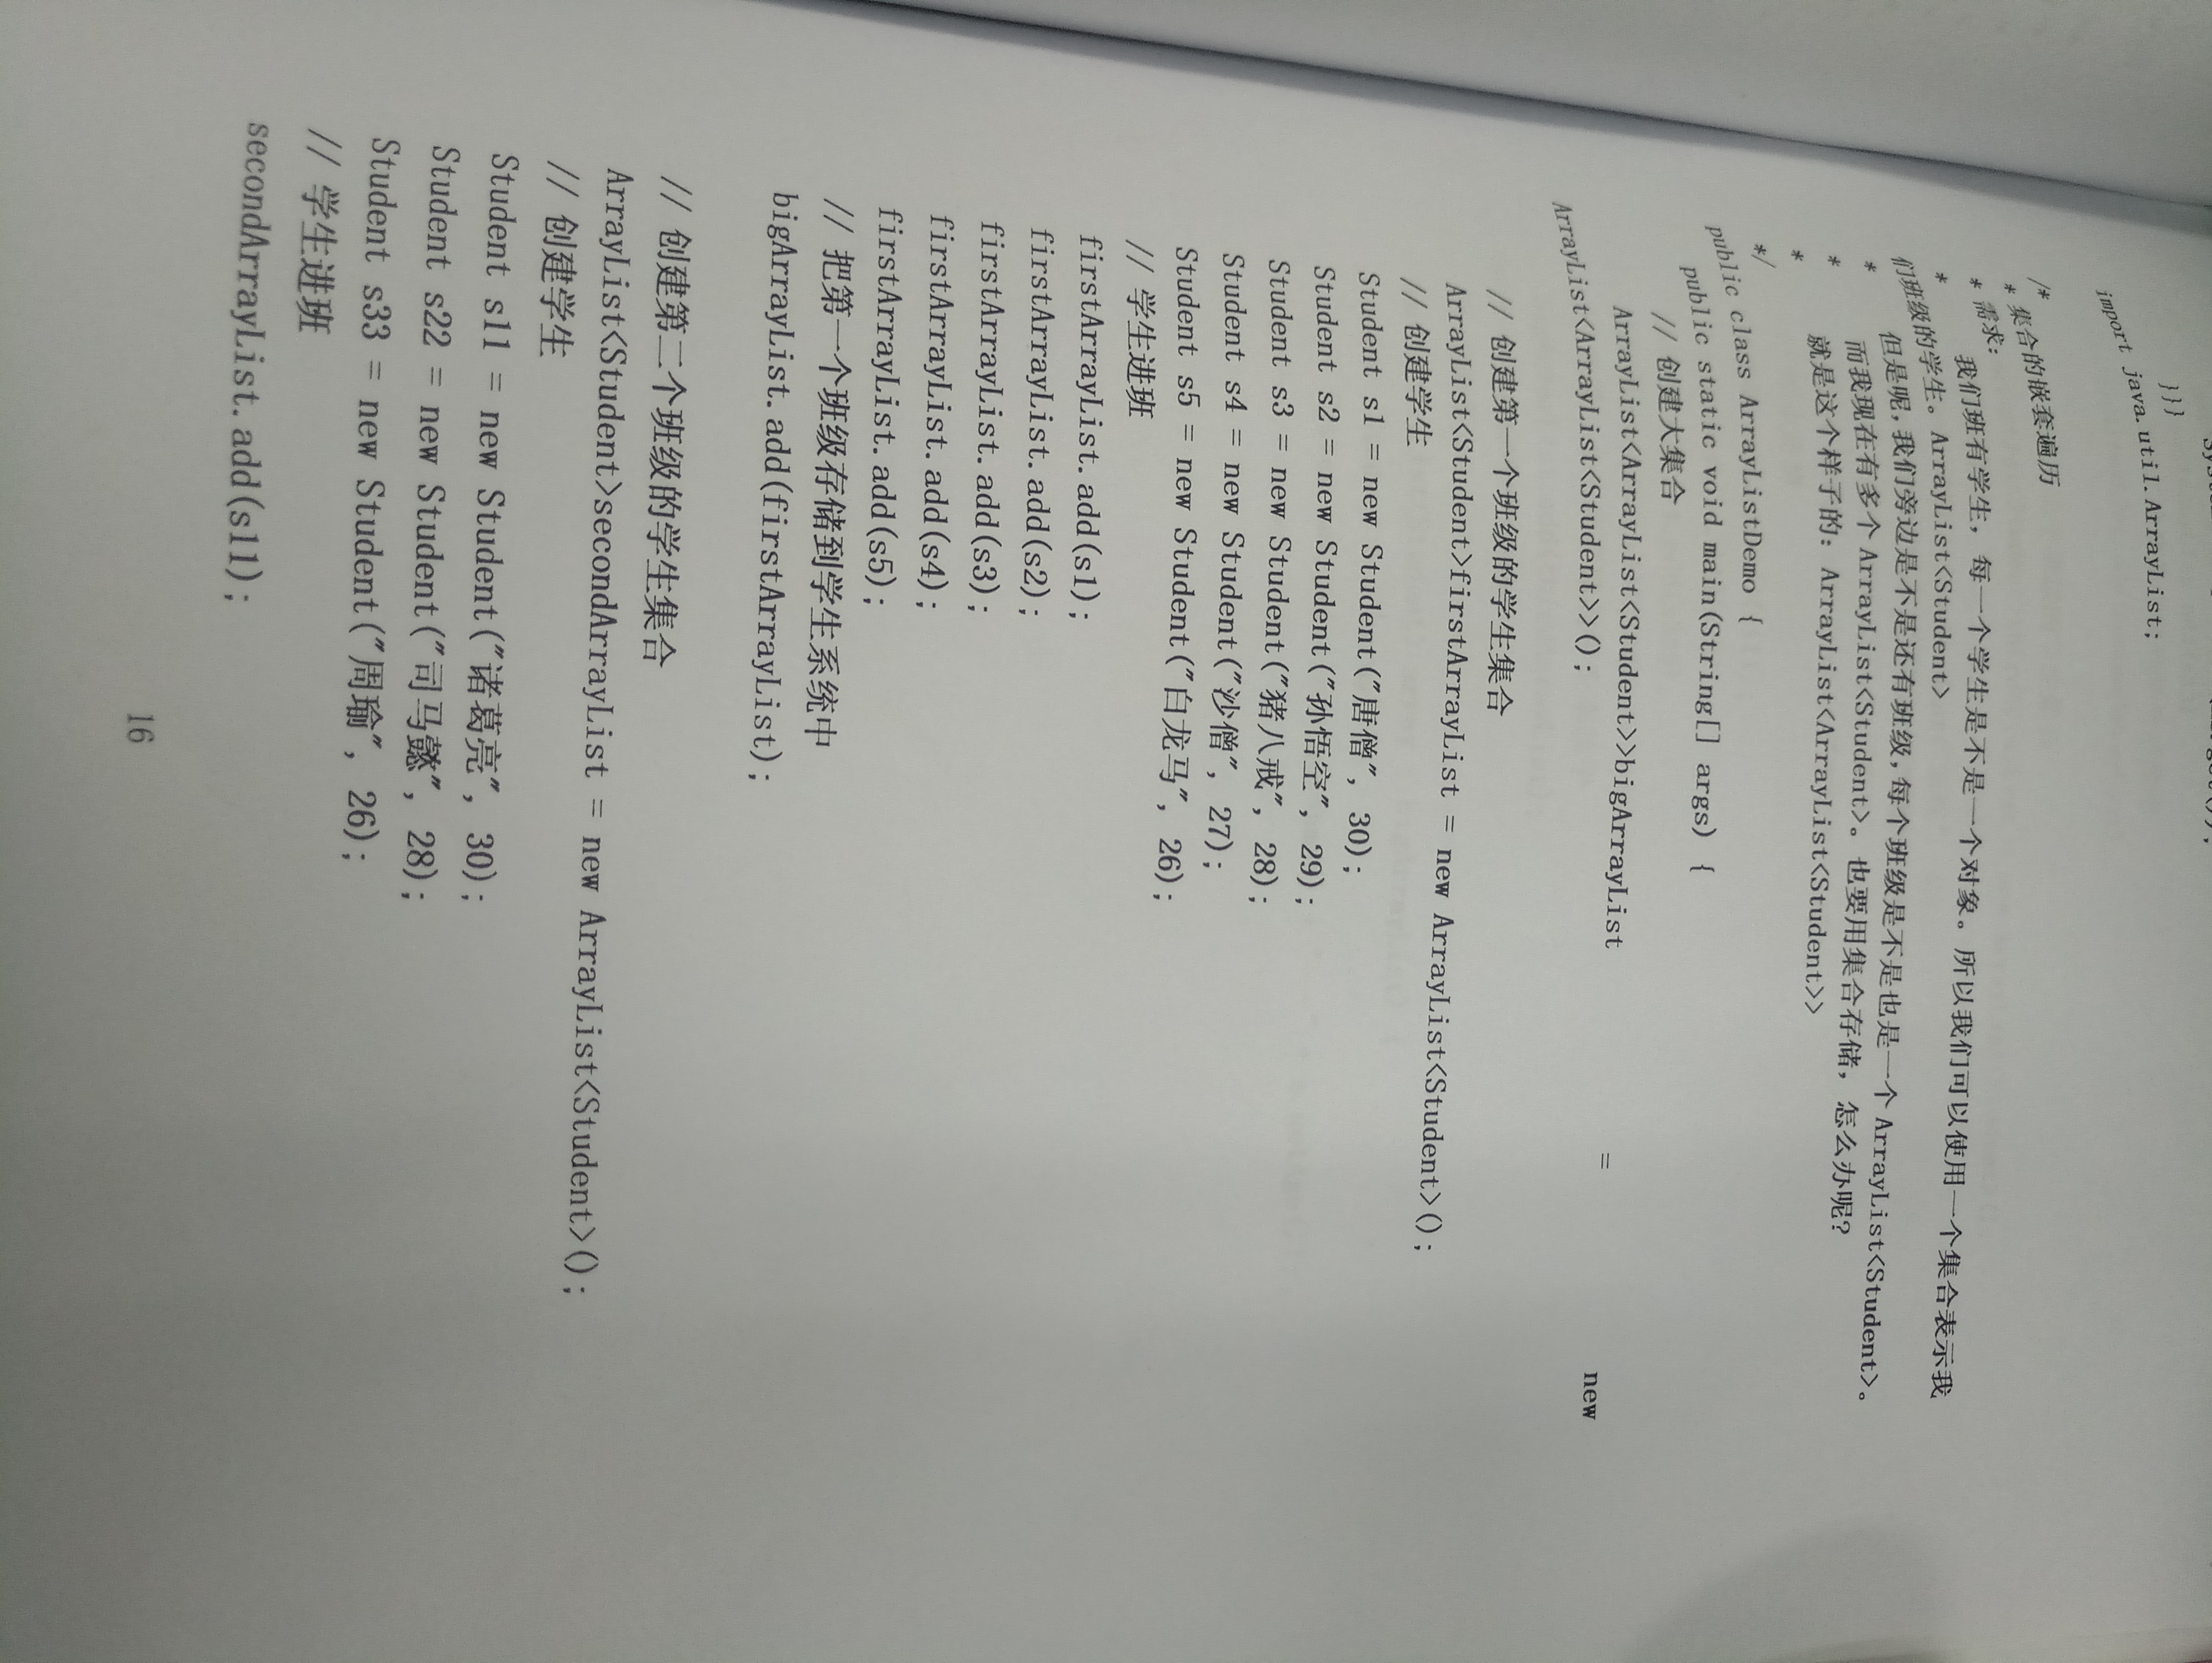 }}}
import java.util.ArrayList;
/*
* 集合的嵌套遍历
* 需求:
* 我们班有学生，每一个学生是不是一个对象。所以我们可以使用一个集合表示我
们班级的学生。ArrayList<Student>
* 但是呢,我们旁边是不是还有班级,每个班级是不是也是一个 ArrayList<Student>。
* 而我现在有多个 ArrayList<Student>。也要用集合存储，怎么办呢?
* 就是这个样子的: ArrayList<ArrayList<Student>>
*/
public class ArrayListDemo {
public static void main(String[] args) {
// 创建大集合
ArrayList<ArrayList<Student>>bigArrayList = new
ArrayList<ArrayList<Student>>();
// 创建第一个班级的学生集合
ArrayList<Student>firstArrayList = new ArrayList<Student>();
// 创建学生
Student s1 = new Student("唐僧", 30);
Student s2 = new Student("孙悟空", 29);
Student s3 = new Student("猪八戒", 28);
Student s4 = new Student("沙僧", 27);
Student s5 = new Student("白龙马", 26);
// 学生进班
firstArrayList.add(s1);
firstArrayList.add(s2);
firstArrayList.add(s3);
firstArrayList.add(s4);
firstArrayList.add(s5);
// 把第一个班级存储到学生系统中
bigArrayList.add(firstArrayList);
// 创建第二个班级的学生集合
ArrayList<Student>secondArrayList = new ArrayList<Student>();
// 创建学生
Student s11 = new Student("诸葛亮", 30);
Student s22 = new Student("司马懿", 28);
Student s33 = new Student("周瑜", 26);
// 学生进班
secondArrayList.add(s11);
16